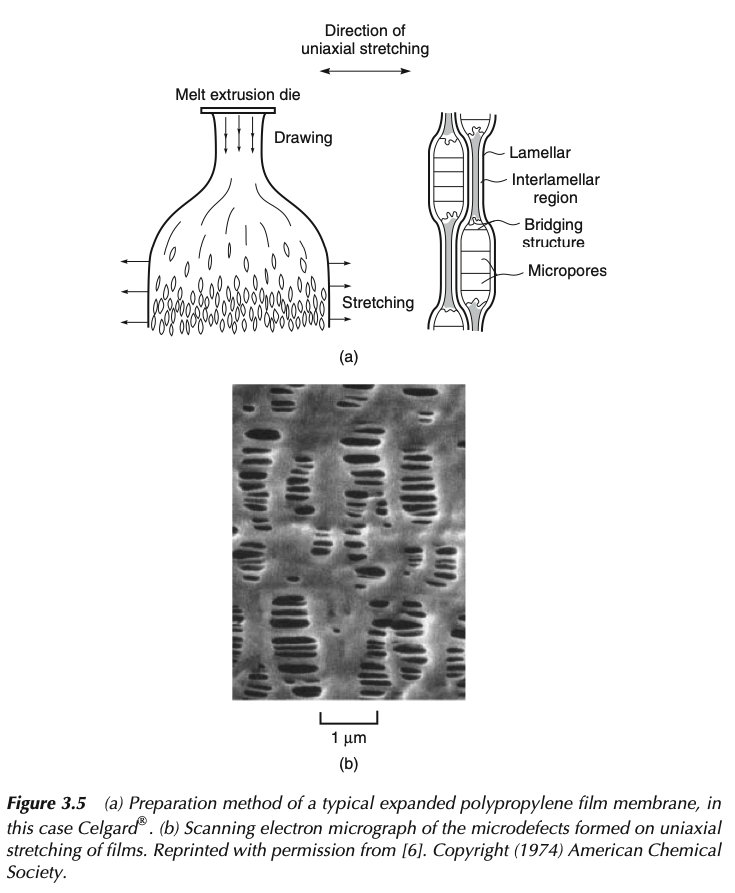 Direction of
uniaxial stretching
Melt extrusion die
Drawing
Stretching
Lamellar
Interlamellar
region
Bridging
structure
Micropores
(a)
1 μm
(b)
Figure 3.5 (a) Preparation method of a typical expanded polypropylene film membrane, in
this case Celgard®. (b) Scanning electron micrograph of the microdefects formed on uniaxial
stretching of films. Reprinted with permission from [6]. Copyright (1974) American Chemical
Society.